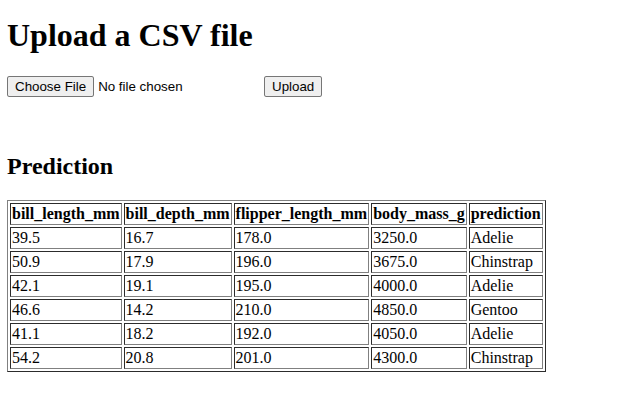 Upload a CSV file
Choose File No file chosen Upload
Prediction
bill_length_mm bill_depth_mm flipper_length_mm body_mass_g prediction
39.5 16.7 178.0 3250.0 Adelie
50.9 17.9 196.0 3675.0 Chinstrap
42.1 19.1 195.0 4000.0 Adelie
46.6 14.2 210.0 4850.0 Gentoo
41.1 18.2 192.0 4050.0 Adelie
54.2 20.8 201.0 4300.0 Chinstrap